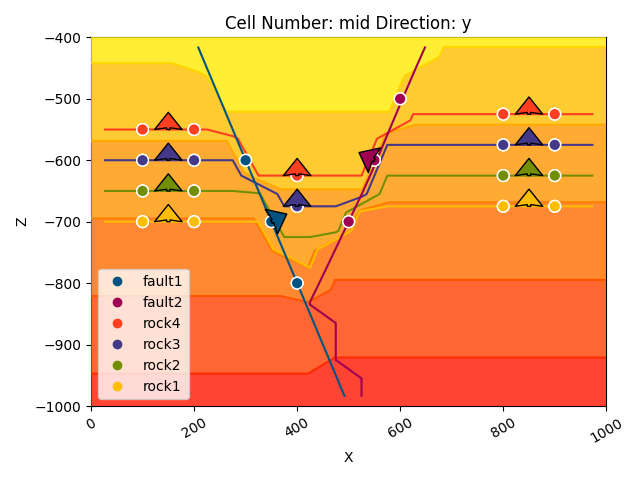 Cell Number: mid Direction: y
−400
−500
−600
−700
−800
−900
−1000
Z
fault1
fault2
rock4
rock3
rock2
rock1
0
200
400
600
800
1000
X